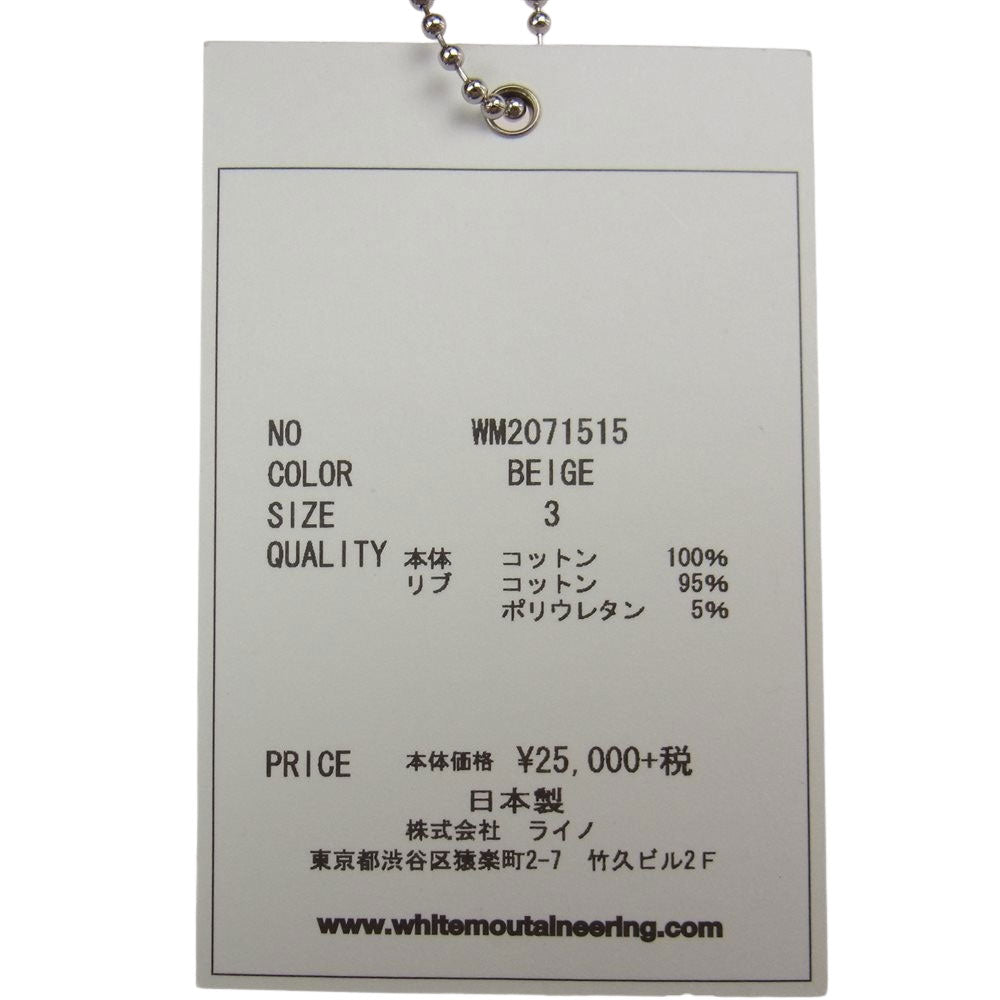 NO WM2071515
COLOR BEIGE
SIZE 3
QUALITY 本体 コットン 100%
リブ コットン 95%
ポリウレタン 5%
PRICE 本体価格 ¥25,000+税
日本製
株式会社 ライノ
東京都渋谷区猿楽町2-7 竹久ビル2F
www.whitemoutaineering.com